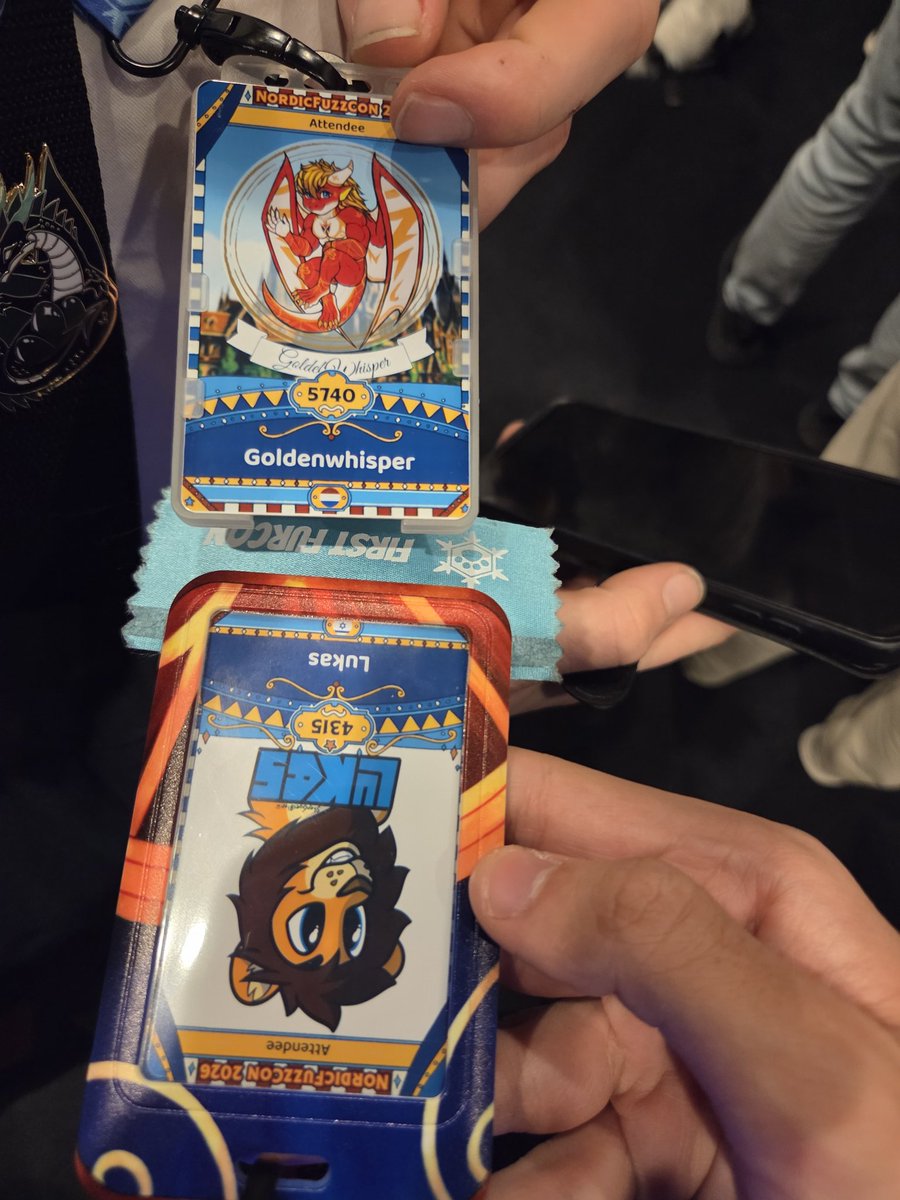 NORDICFUZZCON 2
Attendee
GoldenWhisper
5740
Goldenwhisper
FIRST FURCON
Lukas
4315
LUKAS
Attendee
NORDICFUZZCON 2026